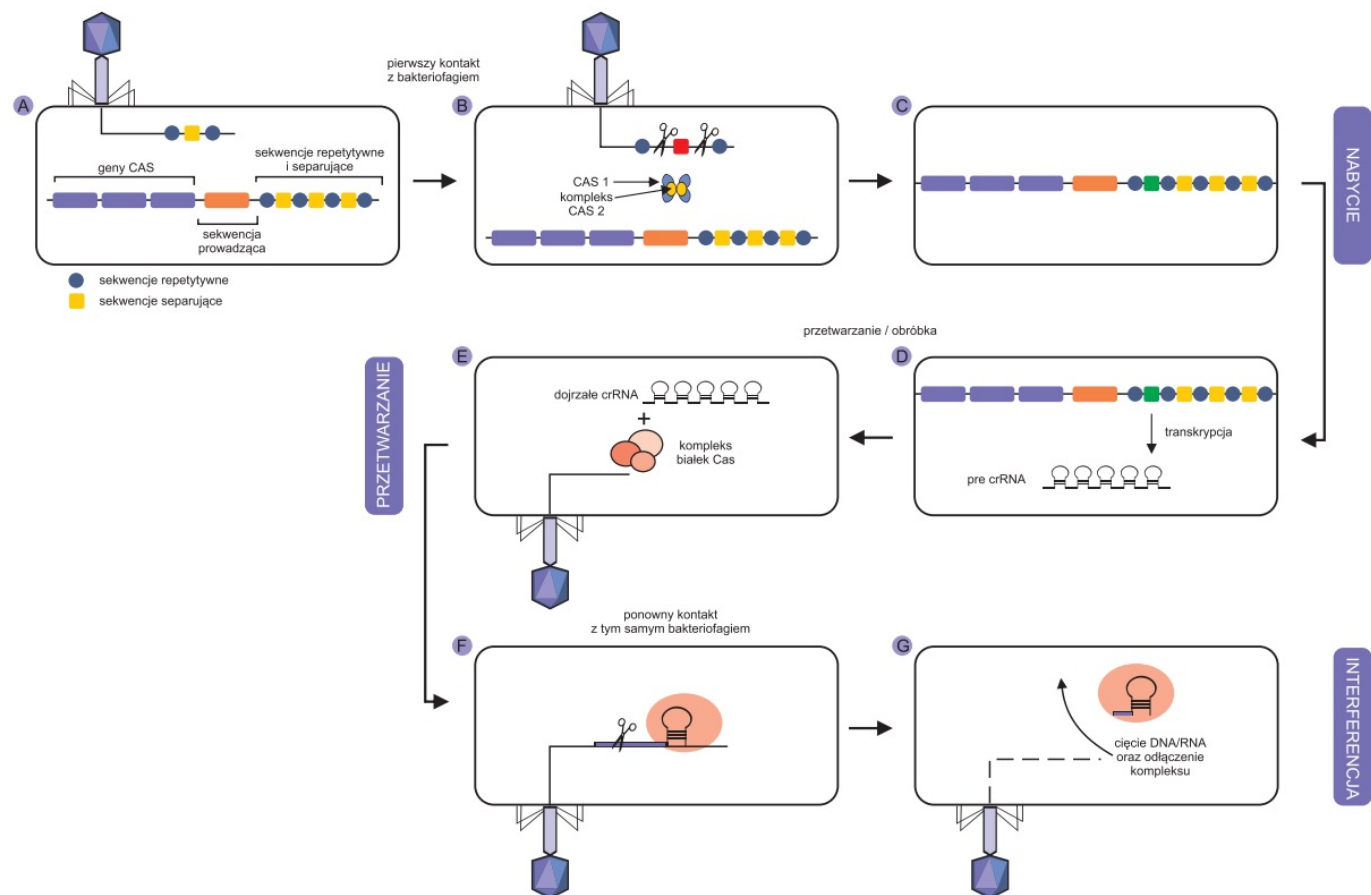 pierwszy kontakt
z bakteriofagiem
A
geny CAS
sekwencje repetytywne
i separujące
sekwencja
prowadząca
sekwencje repetytywne
sekwencje separujące
B
CAS 1
kompleks
CAS 2
C
NABYCIE
przetwarzanie / obróbka
D
transkrypcja
pre crRNA
E
dojrzałe crRNA
+
kompleks
białek Cas
PRZETWARZANIE
ponowny kontakt
z tym samym bakteriofagiem
F
G
cięcie DNA/RNA
oraz odłączenie
kompleksu
INTERFERENCJA